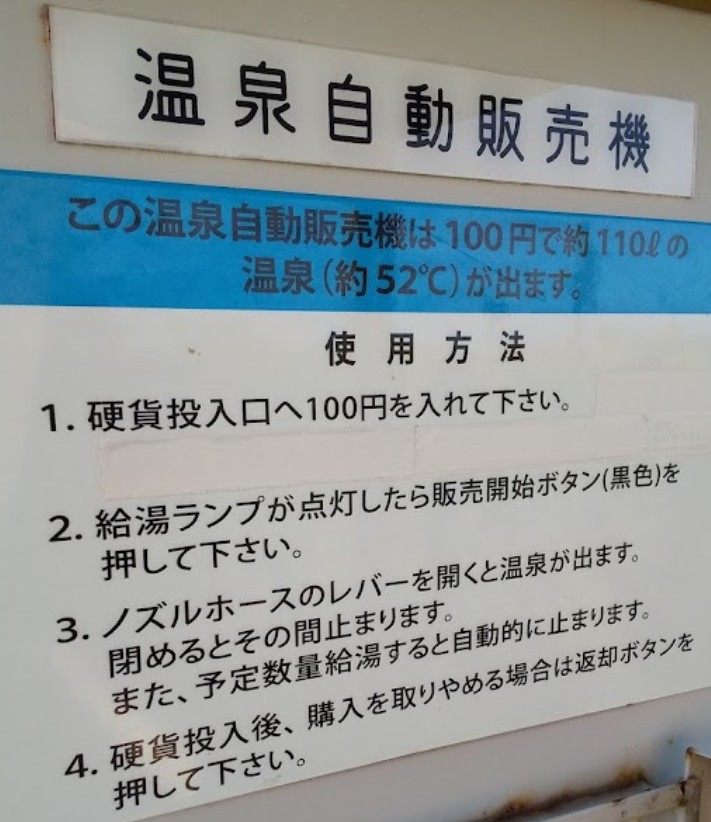 温泉自動販売機
この温泉自動販売機は100円で約110ℓの
温泉(約52℃)が出ます。
使用方法
1. 硬貨投入口へ100円を入れて下さい。
2. 給湯ランプが点灯したら販売開始ボタン(黒色)を
押して下さい。
3. ノズルホースのレバーを開くと温泉が出ます。
閉めるとその間止まります。
また、予定数量給湯すると自動的に止まります。
4. 硬貨投入後、購入を取りやめる場合は返却ボタンを
押して下さい。